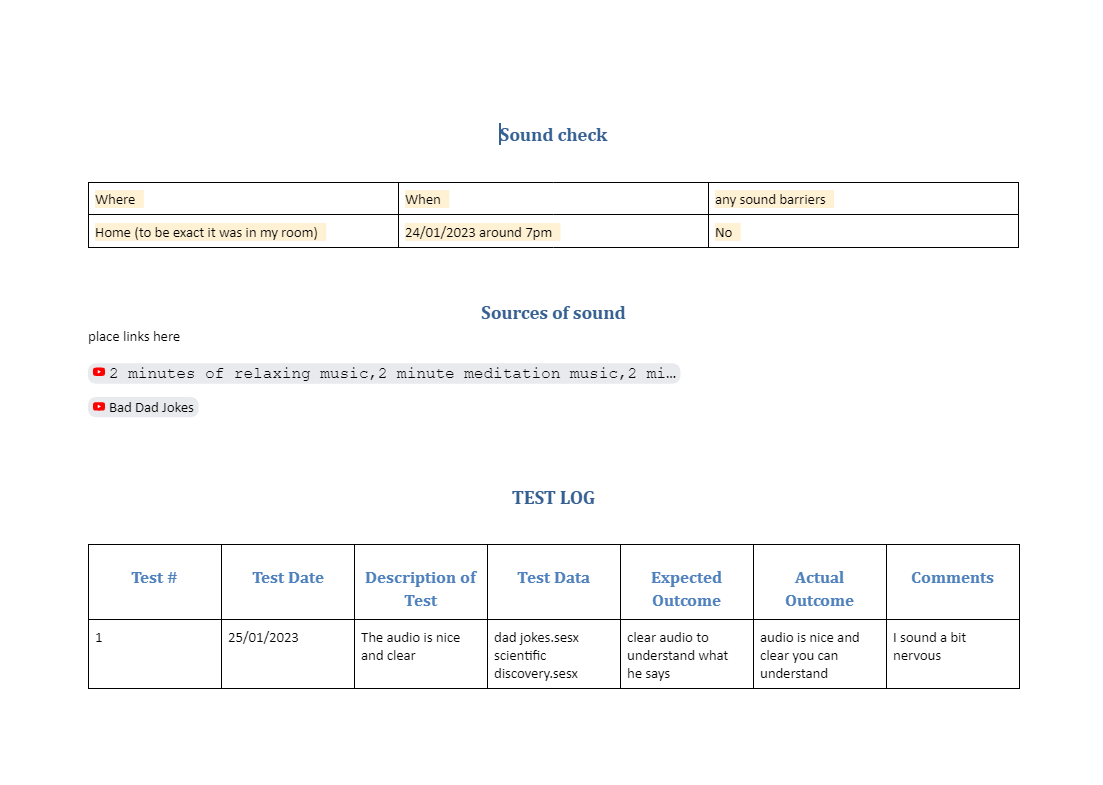 Sound check
Where When any sound barriers
Home (to be exact it was in my room) 24/01/2023 around 7pm No
Sources of sound
place links here
2 minutes of relaxing music,2 minute meditation music,2 mi…
Bad Dad Jokes
TEST LOG
Test # Test Date Description of Test Test Data Expected Outcome Actual Outcome Comments
1 25/01/2023 The audio is nice and clear dad jokes.sesx scientific discovery.sesx clear audio to understand what he says audio is nice and clear you can understand I sound a bit nervous